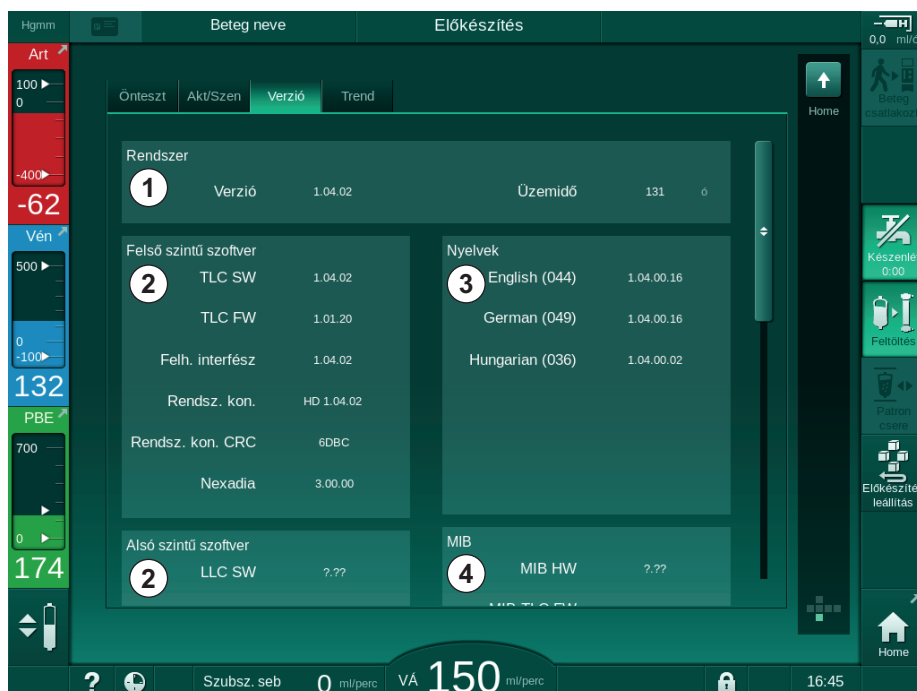 Hgmm
Beteg neve
Előkészítés
0,0 ml/ó
Art
100
0
-400
-62
Vén
500
0
-100
132
PBE
700
0
174
Önteszt Akt/Szen Verzió Trend
Home
Rendszer
1 Verzió 1.04.02 Üzemidő 131 ó
Felső szintű szoftver
2 TLC SW 1.04.02
TLC FW 1.01.20
Felh. interfész 1.04.02
Rendsz. kon. HD 1.04.02
Rendsz. kon. CRC 6DBC
Nexadia 3.00.00
Nyelvek
3 English (044) 1.04.00.16
German (049) 1.04.00.16
Hungarian (036) 1.04.00.02
Alsó szintű szoftver
2 LLC SW ?.??
MIB
4 MIB HW ?.??
MIB TLC FW
Beteg
csatlakozt
Készenlét
0:00
Feltöltés
Patron
csere
Előkészítés
leállítás
Home
? Szubsz. seb 0 ml/perc VÁ 150 ml/perc 16:45